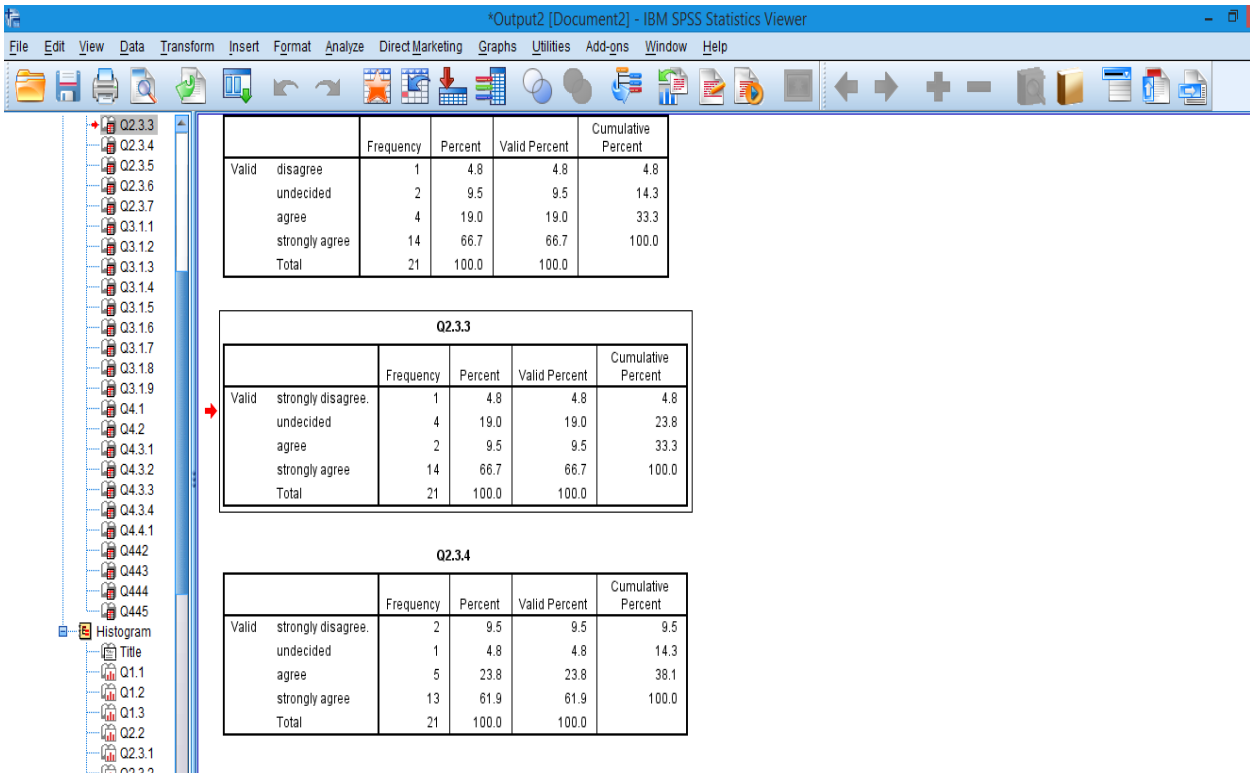 *Output2 [Document2] - IBM SPSS Statistics Viewer
File Edit View Data Transform Insert Format Analyze Direct Marketing Graphs Utilities Add-ons Window Help
Q2.3.3
Q2.3.4
Q2.3.5
Q2.3.6
Q2.3.7
Q3.1.1
Q3.1.2
Q3.1.3
Q3.1.4
Q3.1.5
Q3.1.6
Q3.1.7
Q3.1.8
Q3.1.9
Q4.1
Q4.2
Q4.3.1
Q4.3.2
Q4.3.3
Q4.3.4
Q4.4.1
Q442
Q443
Q444
Q445
Histogram
Title
Q1.1
Q1.2
Q1.3
Q2.2
Q2.3.1
Q2.3.2
Frequency Percent Valid Percent Cumulative Percent
Valid disagree 1 4.8 4.8 4.8
undecided 2 9.5 9.5 14.3
agree 4 19.0 19.0 33.3
strongly agree 14 66.7 66.7 100.0
Total 21 100.0 100.0
Q2.3.3
Frequency Percent Valid Percent Cumulative Percent
Valid strongly disagree. 1 4.8 4.8 4.8
undecided 4 19.0 19.0 23.8
agree 2 9.5 9.5 33.3
strongly agree 14 66.7 66.7 100.0
Total 21 100.0 100.0
Q2.3.4
Frequency Percent Valid Percent Cumulative Percent
Valid strongly disagree. 2 9.5 9.5 9.5
undecided 1 4.8 4.8 14.3
agree 5 23.8 23.8 38.1
strongly agree 13 61.9 61.9 100.0
Total 21 100.0 100.0